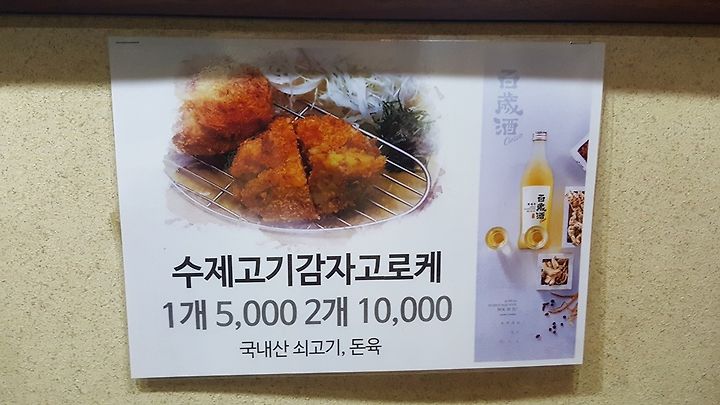 수제고기감자고로케
1개 5,000 2개 10,000
국내산 쇠고기, 돈육
百歲酒
百歲酒